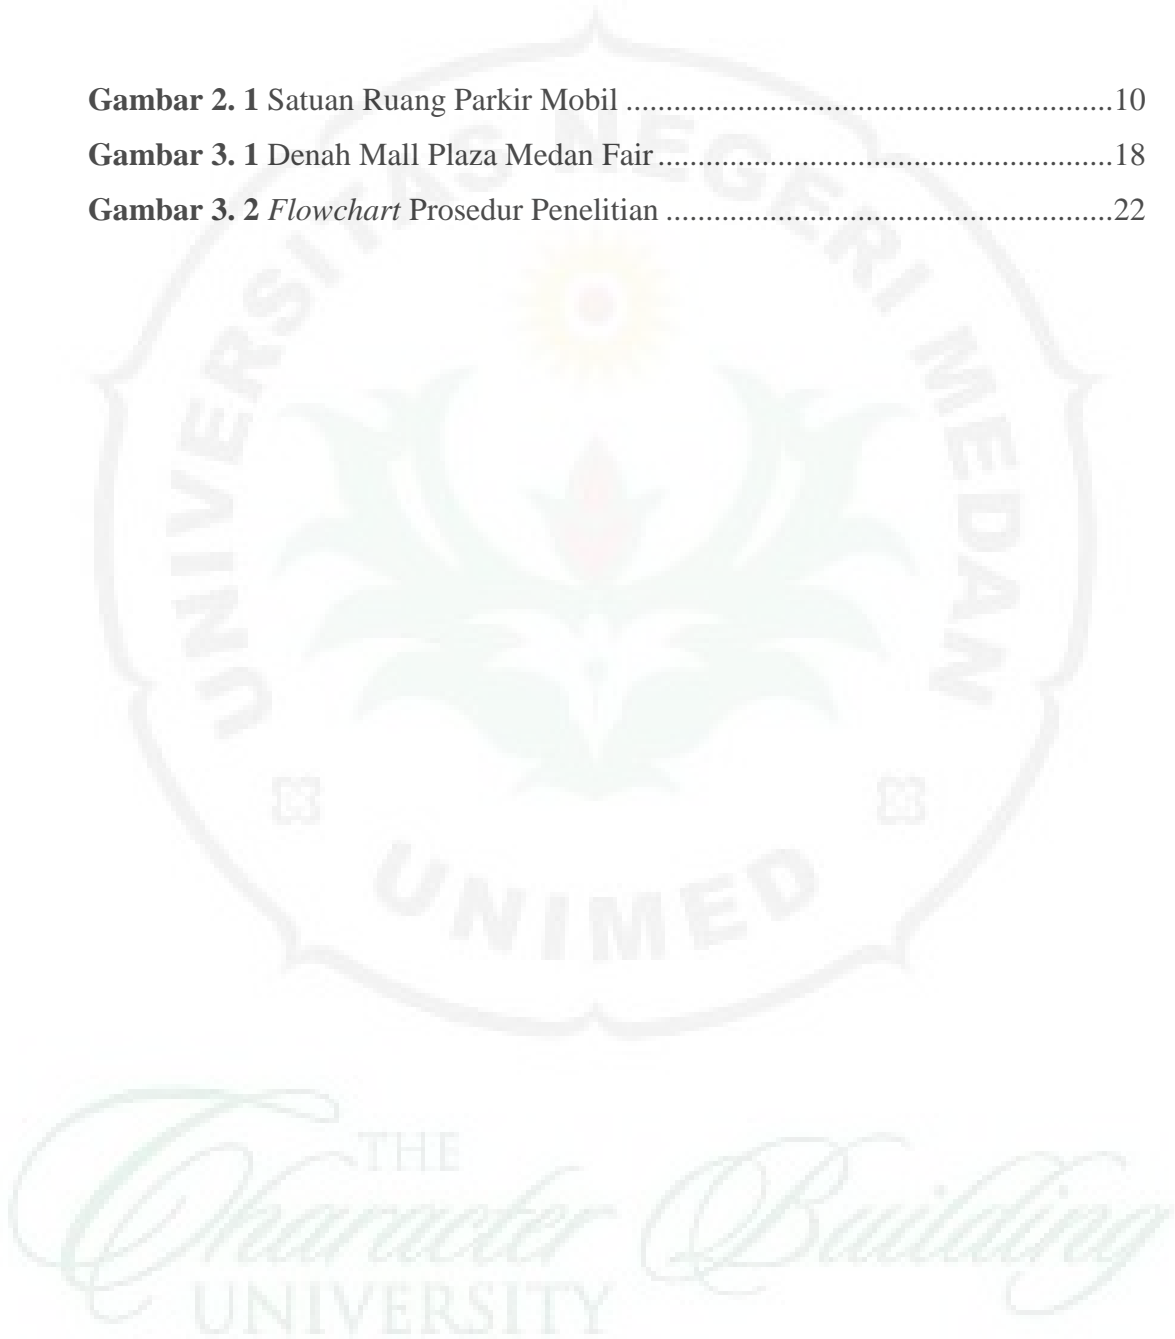 Gambar 2. 1 Satuan Ruang Parkir Mobil .................................................................10
Gambar 3. 1 Denah Mall Plaza Medan Fair .............................................................18
Gambar 3. 2 Flowchart Prosedur Penelitian ............................................................22
UNIVERSITAS NEGERI MEDAN
UNIMED
THE
Character Building
UNIVERSITY